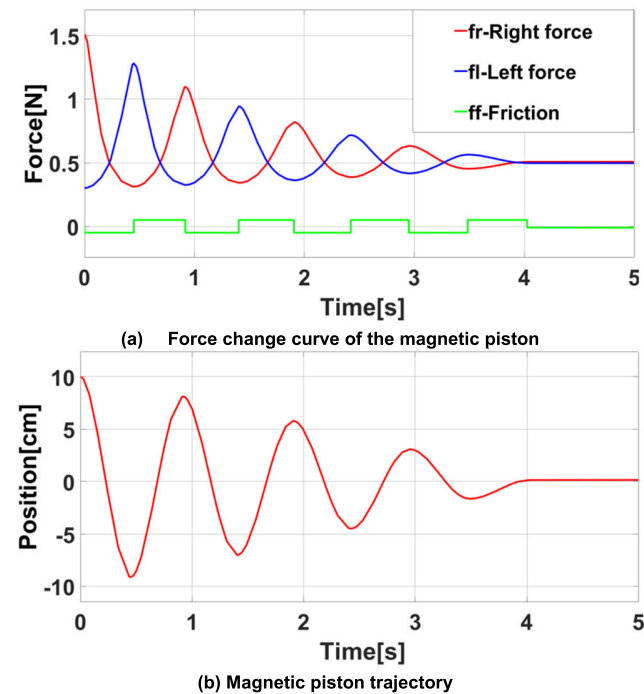 fr-Right force
fl-Left force
ff-Friction
Force[N]
1.5
1
0.5
0
0 1 2 3 4 5
Time[s]
(a) Force change curve of the magnetic piston
Position[cm]
10
5
0
-5
-10
0 1 2 3 4 5
Time[s]
(b) Magnetic piston trajectory